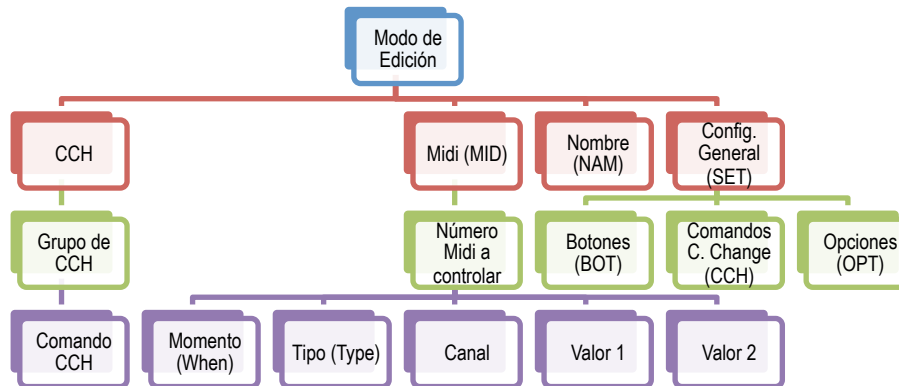 Modo de
Edición
CCH
Midi (MID)
Nombre
(NAM)
Config.
General
(SET)
Grupo de
CCH
Número
Midi a
controlar
Botones
(BOT)
Comandos
C. Change
(CCH)
Opciones
(OPT)
Comando
CCH
Momento
(When)
Tipo (Type)
Canal
Valor 1
Valor 2